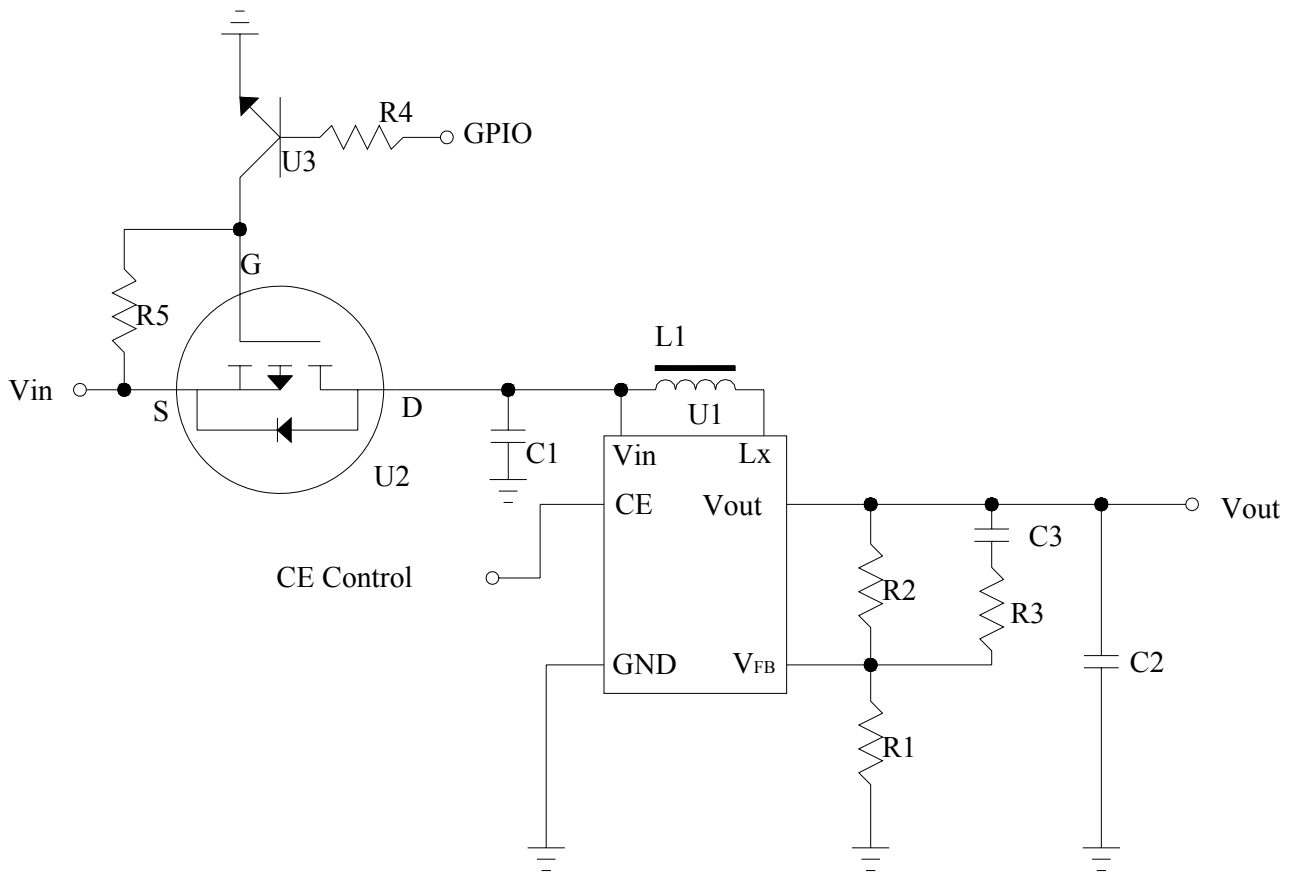 R4
GPIO
U3
G
R5
L1
Vin
S
D
U1
C1
Vin
Lx
U2
CE
Vout
Vout
C3
CE Control
R2
R3
GND
VFB
C2
R1